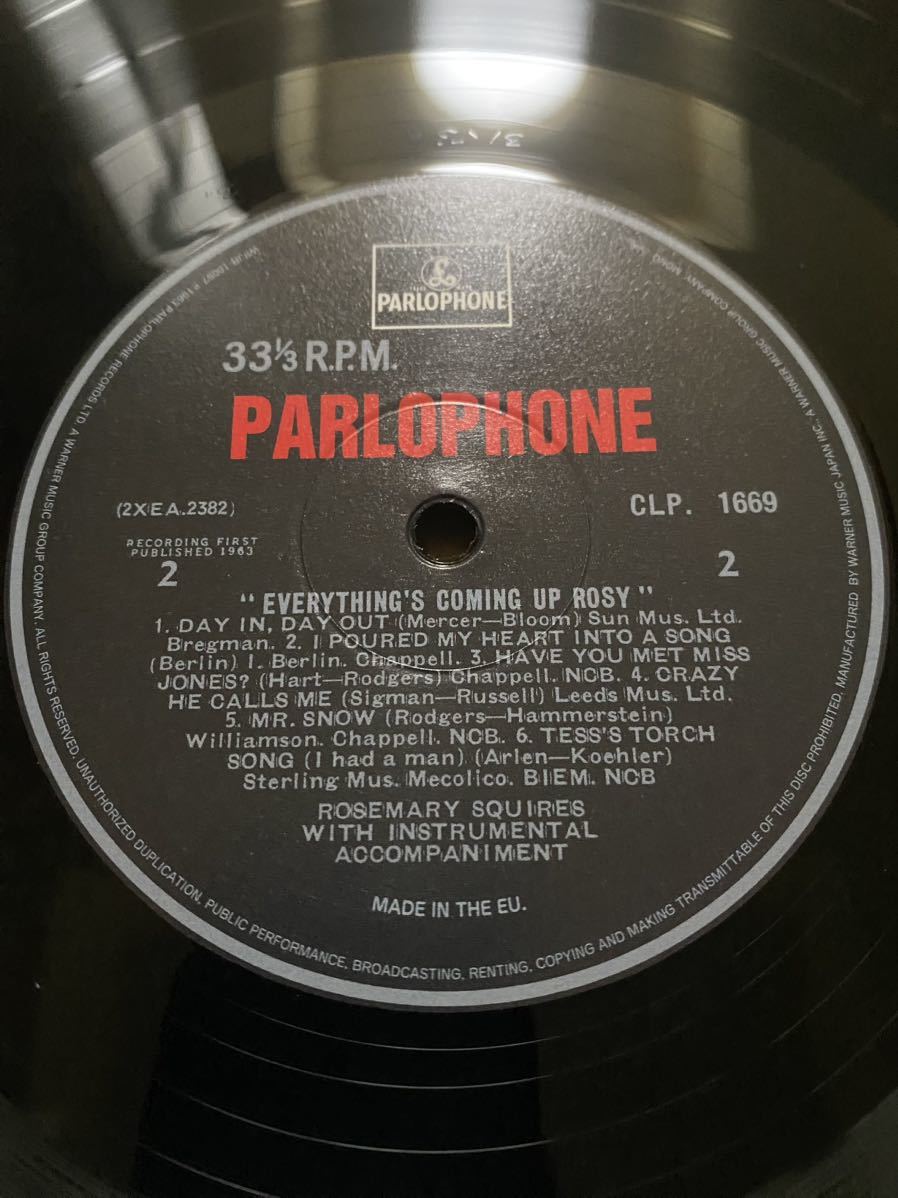 PARLOPHONE
33⅓ R.P.M.
PARLOPHONE
(2XEA.2382)
CLP. 1669
RECORDING FIRST
PUBLISHED 1963
2
2
"EVERYTHING'S COMING UP ROSY"
1. DAY IN, DAY OUT (Mercer—Bloom) Sun Mus. Ltd.
Bregman. 2. I POURED MY HEART INTO A SONG
(Berlin) I. Berlin. Chappell. 3. HAVE YOU MET MISS
JONES? (Hart—Rodgers) Chappell. NCB. 4. CRAZY
HE CALLS ME (Sigman—Russell) Leeds Mus. Ltd.
5. MR. SNOW (Rodgers—Hammerstein)
Williamson. Chappell. NCB. 6. TESS'S TORCH
SONG (I had a man) (Arlen—Koehler)
Sterling Mus. Mecolico. BIEM. NCB
ROSEMARY SQUIRES
WITH INSTRUMENTAL
ACCOMPANIMENT
MADE IN THE EU.
1963 PARLOPHONE RECORDS LTD. A WARNER MUSIC GROUP COMPANY. ALL RIGHTS RESERVED. UNAUTHORIZED DUPLICATION, PUBLIC PERFORMANCE, BROADCASTING, RENTING, COPYING AND MAKING TRANSMITTABLE OF THIS DISC PROHIBITED. MANUFACTURED BY WARNER MUSIC JAPAN INC., A WARNER MUSIC GROUP COMPANY. MONO